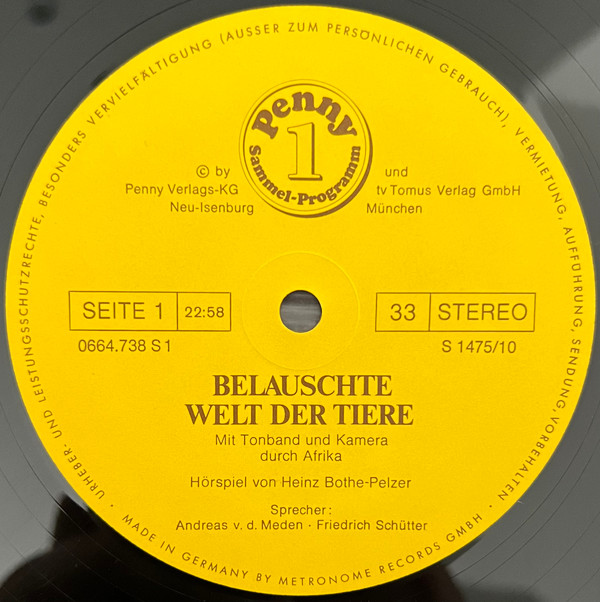 URHEBER- UND LEISTUNGSSCHUTZRECHTE, BESONDERS VERVIELFÄLTIGUNG (AUSSER ZUM PERSÖNLICHEN GEBRAUCH), VERMIETUNG, AUFFÜHRUNG, SENDUNG, VORBEHALTEN ·
Penny
1
Sammel-Programm
© by
Penny Verlags-KG
Neu-Isenburg
und
tv Tomus Verlag GmbH
München
SEITE 1 22:58
0664.738 S 1
33 STEREO
S 1475/10
BELAUSCHTE
WELT DER TIERE
Mit Tonband und Kamera
durch Afrika
Hörspiel von Heinz Bothe-Pelzer
Sprecher:
Andreas v. d. Meden · Friedrich Schütter
· MADE IN GERMANY BY METRONOME RECORDS GMBH ·